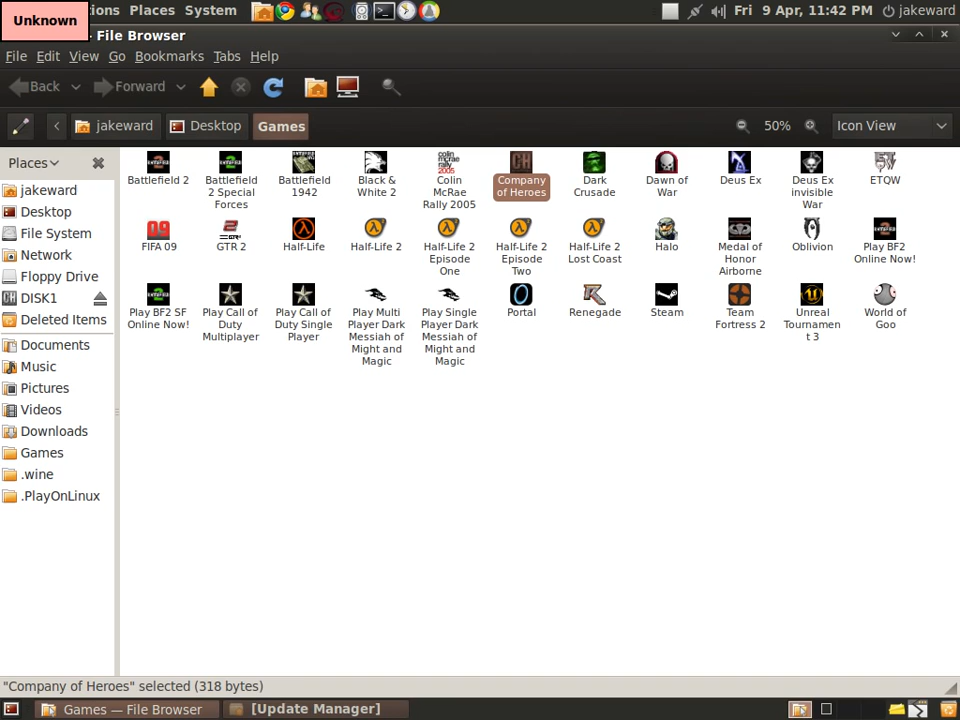 Unknown
tions Places System Fri 9 Apr, 11:42 PM jakeward
— File Browser
File Edit View Go Bookmarks Tabs Help
Back Forward
jakeward Desktop Games 50% Icon View
Places
jakeward
Desktop
File System
Network
Floppy Drive
DISK1
Deleted Items
Documents
Music
Pictures
Videos
Downloads
Games
.wine
.PlayOnLinux
Battlefield 2
Battlefield
2 Special
Forces
Battlefield
1942
Black &
White 2
Colin
McRae
Rally 2005
Company
of Heroes
Dark
Crusade
Dawn of
War
Deus Ex
Deus Ex
invisible
War
ETQW
FIFA 09
GTR 2
Half-Life
Half-Life 2
Half-Life 2
Episode
One
Half-Life 2
Episode
Two
Half-Life 2
Lost Coast
Halo
Medal of
Honor
Airborne
Oblivion
Play BF2
Online Now!
Play BF2 SF
Online Now!
Play Call of
Duty
Multiplayer
Play Call of
Duty Single
Player
Play Multi
Player Dark
Messiah of
Might and
Magic
Play Single
Player Dark
Messiah of
Might and
Magic
Portal
Renegade
Steam
Team
Fortress 2
Unreal
Tournamen
t 3
World of
Goo
"Company of Heroes" selected (318 bytes)
Games — File Browser [Update Manager]